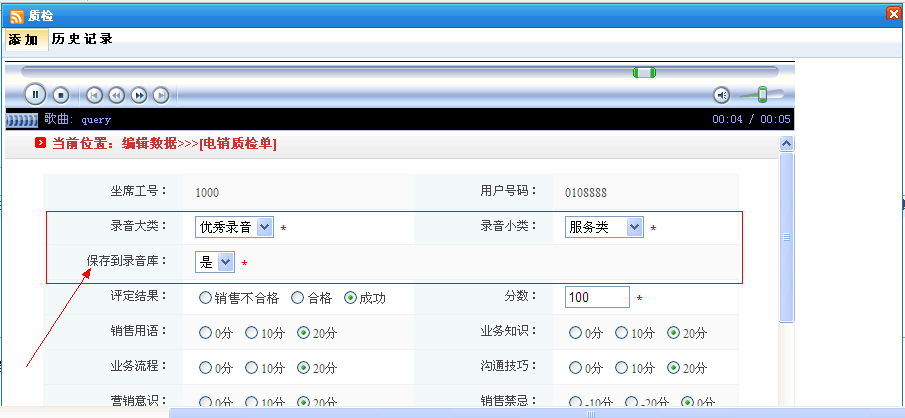 质检
添加 历史记录
歌曲: query 00:04 / 00:05
当前位置：编辑数据>>>[电销质检单]
坐席工号： 1000 用户号码： 0108888
录音大类： 优秀录音 * 录音小类： 服务类 *
保存到录音库： 是 *
评定结果： 销售不合格 合格 成功 分数： 100 *
销售用语： 0分 10分 20分 业务知识： 0分 10分 20分
业务流程： 0分 10分 20分 沟通技巧： 0分 10分 20分
营销意识： 0分 10分 20分 销售禁忌： -10分 -20分 0分